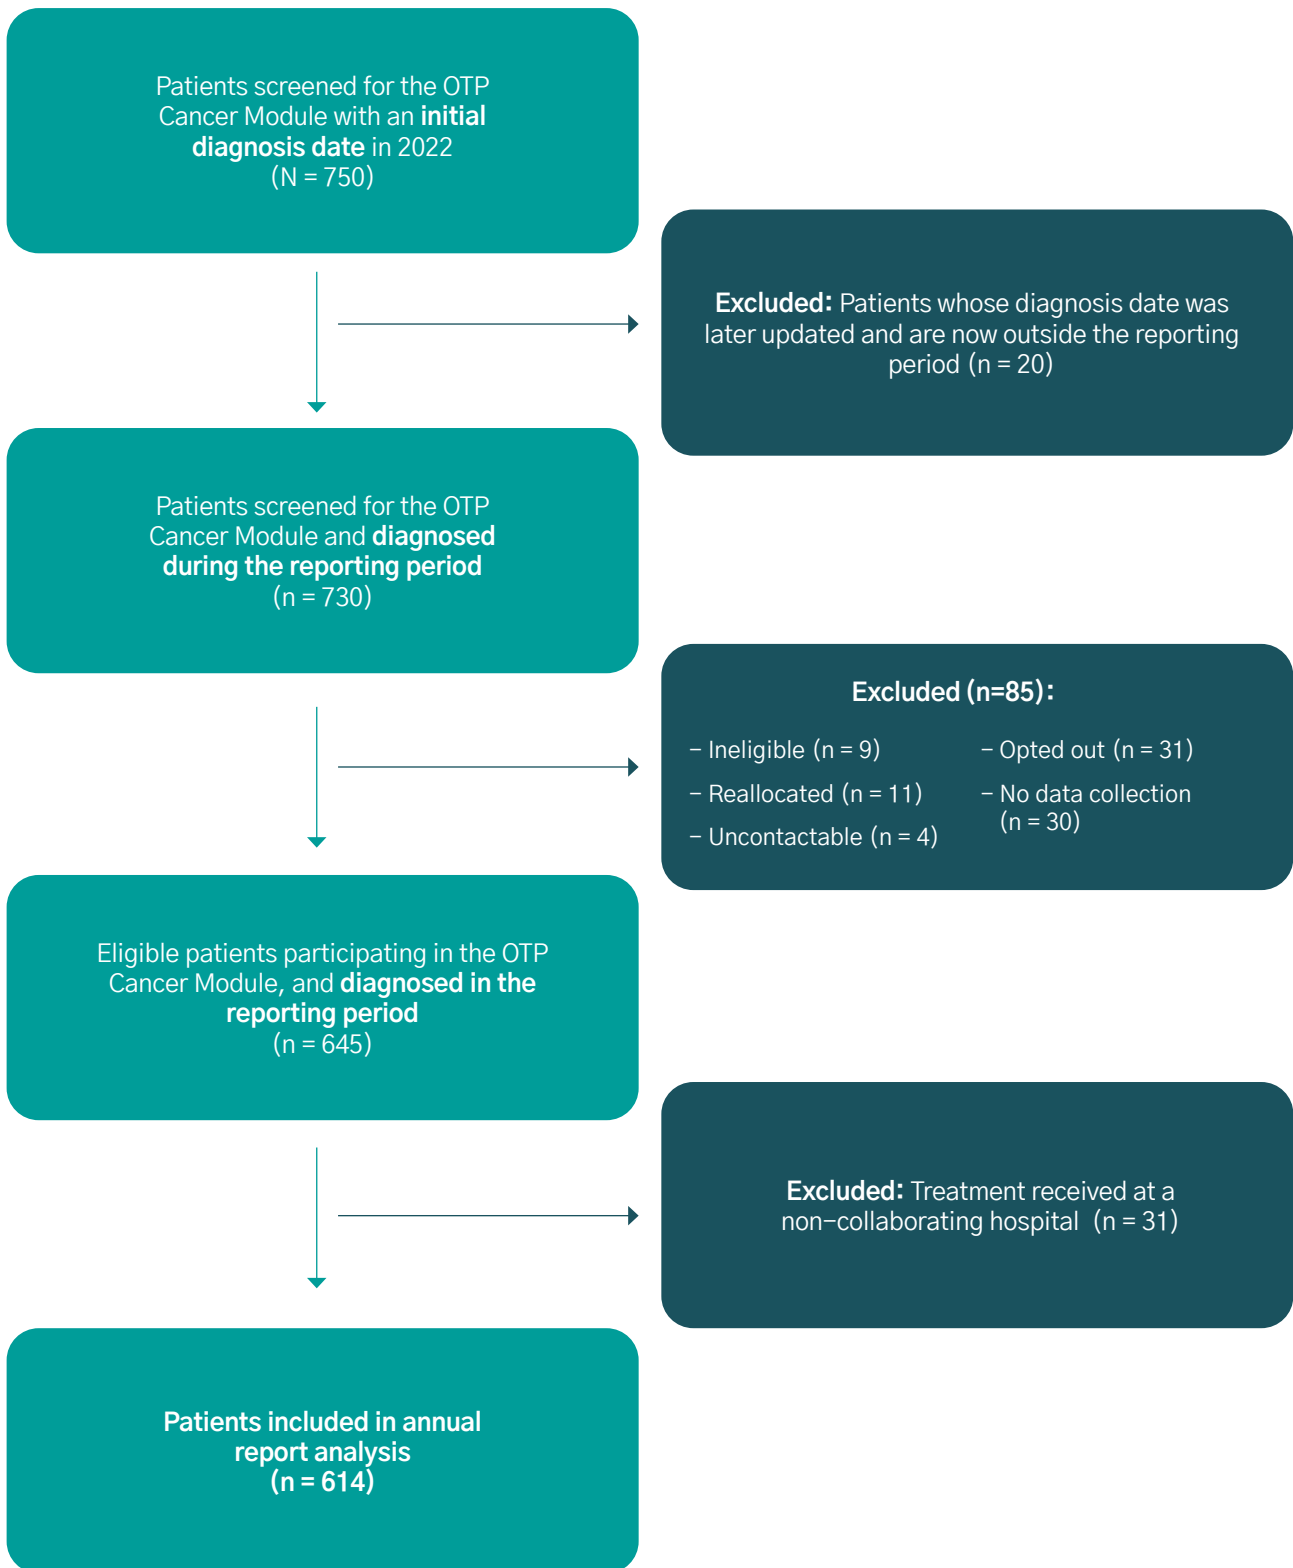 Patients screened for the OTP
Cancer Module with an initial
diagnosis date in 2022
(N = 750)
Excluded: Patients whose diagnosis date was
later updated and are now outside the reporting
period (n = 20)
Patients screened for the OTP
Cancer Module and diagnosed
during the reporting period
(n = 730)
Excluded (n=85):
– Ineligible (n = 9)
– Reallocated (n = 11)
– Uncontactable (n = 4)
– Opted out (n = 31)
– No data collection
(n = 30)
Eligible patients participating in the OTP
Cancer Module, and diagnosed in the
reporting period
(n = 645)
Excluded: Treatment received at a
non-collaborating hospital (n = 31)
Patients included in annual
report analysis
(n = 614)